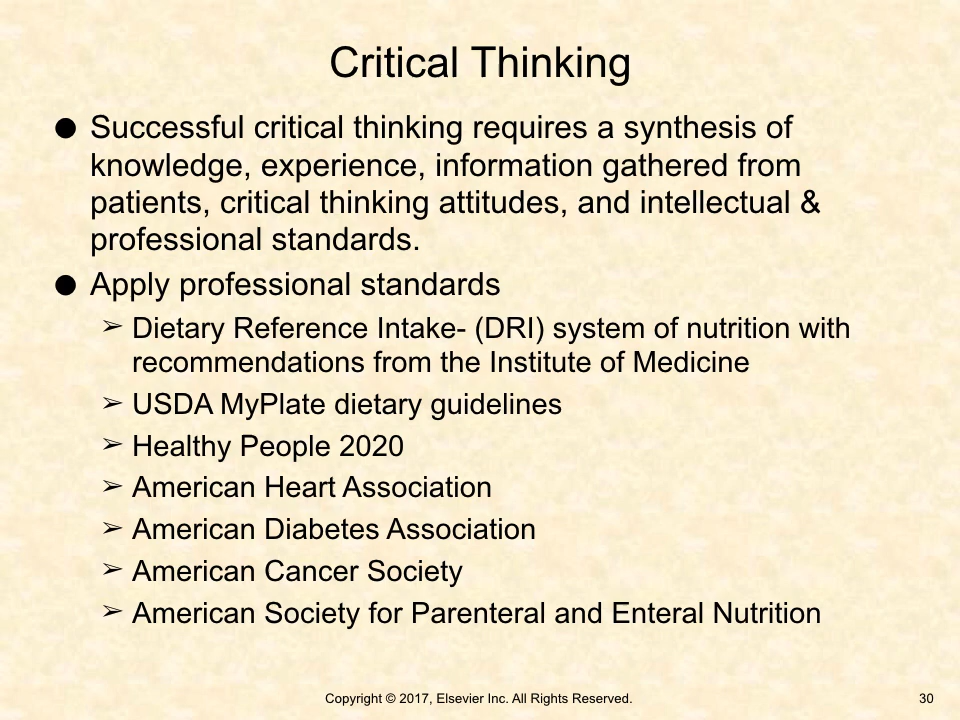 Critical Thinking
● Successful critical thinking requires a synthesis of
knowledge, experience, information gathered from
patients, critical thinking attitudes, and intellectual &
professional standards.
● Apply professional standards
➢ Dietary Reference Intake- (DRI) system of nutrition with
recommendations from the Institute of Medicine
➢ USDA MyPlate dietary guidelines
➢ Healthy People 2020
➢ American Heart Association
➢ American Diabetes Association
➢ American Cancer Society
➢ American Society for Parenteral and Enteral Nutrition
Copyright © 2017, Elsevier Inc. All Rights Reserved.
30